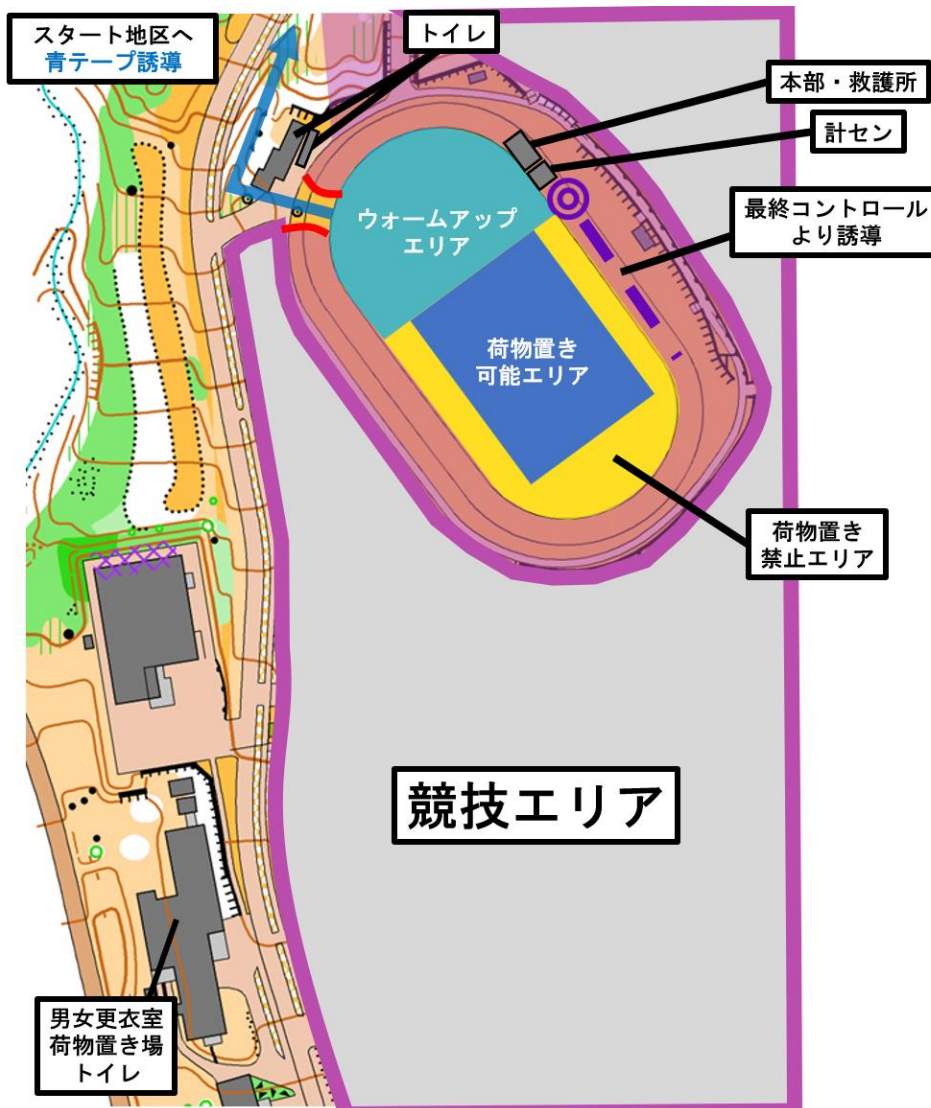 スタート地区へ
青テープ誘導
トイレ
本部・救護所
計セン
ウォームアップ
エリア
最終コントロール
より誘導
荷物置き
可能エリア
荷物置き
禁止エリア
競技エリア
男女更衣室
荷物置き場
トイレ